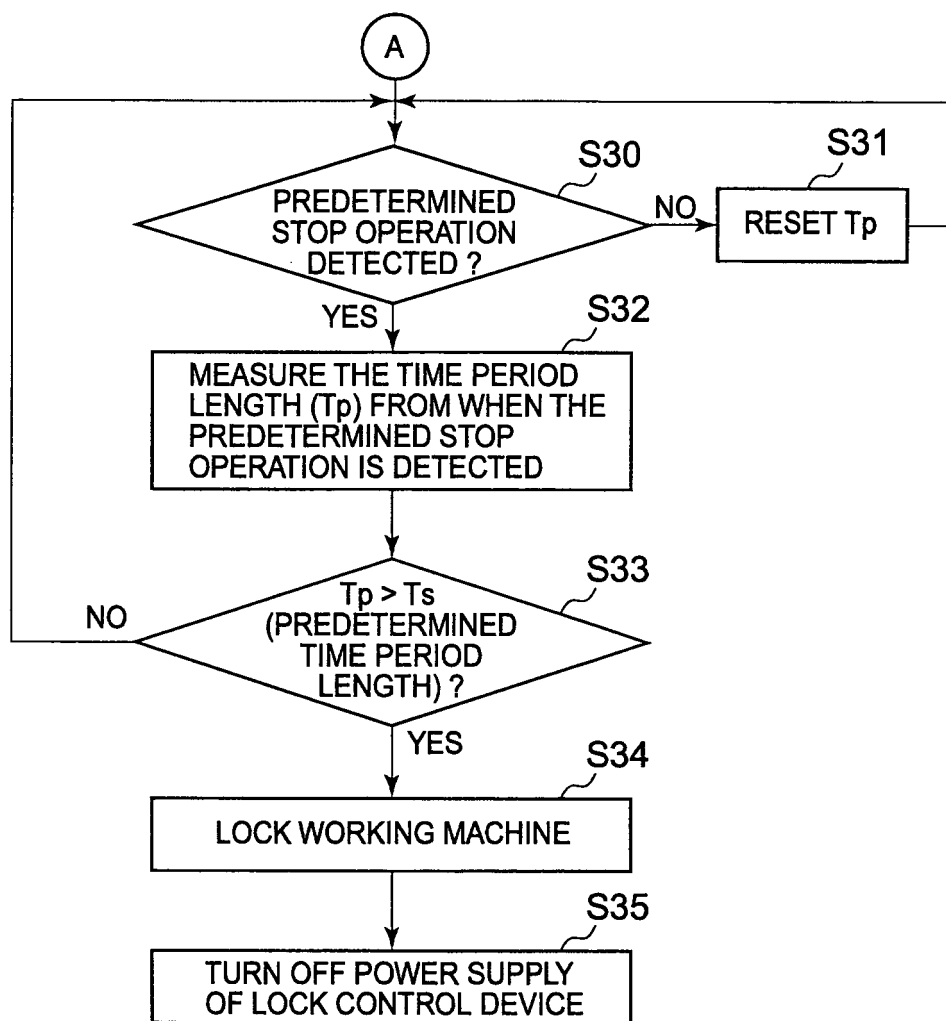 A
S30
PREDETERMINED
STOP OPERATION
DETECTED ?
NO
S31
RESET Tp
YES
S32
MEASURE THE TIME PERIOD
LENGTH (Tp) FROM WHEN THE
PREDETERMINED STOP
OPERATION IS DETECTED
S33
Tp > Ts
(PREDETERMINED
TIME PERIOD
LENGTH) ?
NO
YES
S34
LOCK WORKING MACHINE
S35
TURN OFF POWER SUPPLY
OF LOCK CONTROL DEVICE